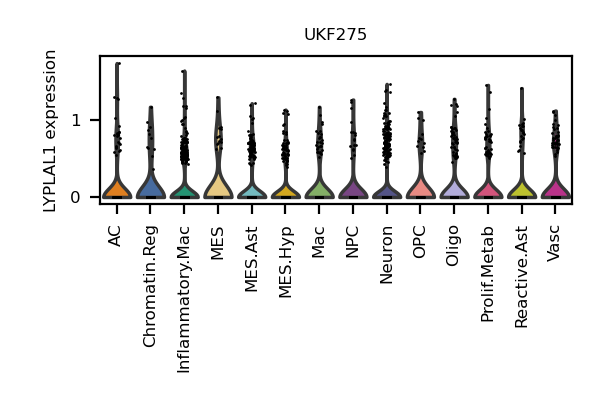 UKF275
LYPLAL1 expression
1
0
AC
Chromatin.Reg
Inflammatory.Mac
MES
MES.Ast
MES.Hyp
Mac
NPC
Neuron
OPC
Oligo
Prolif.Metab
Reactive.Ast
Vasc